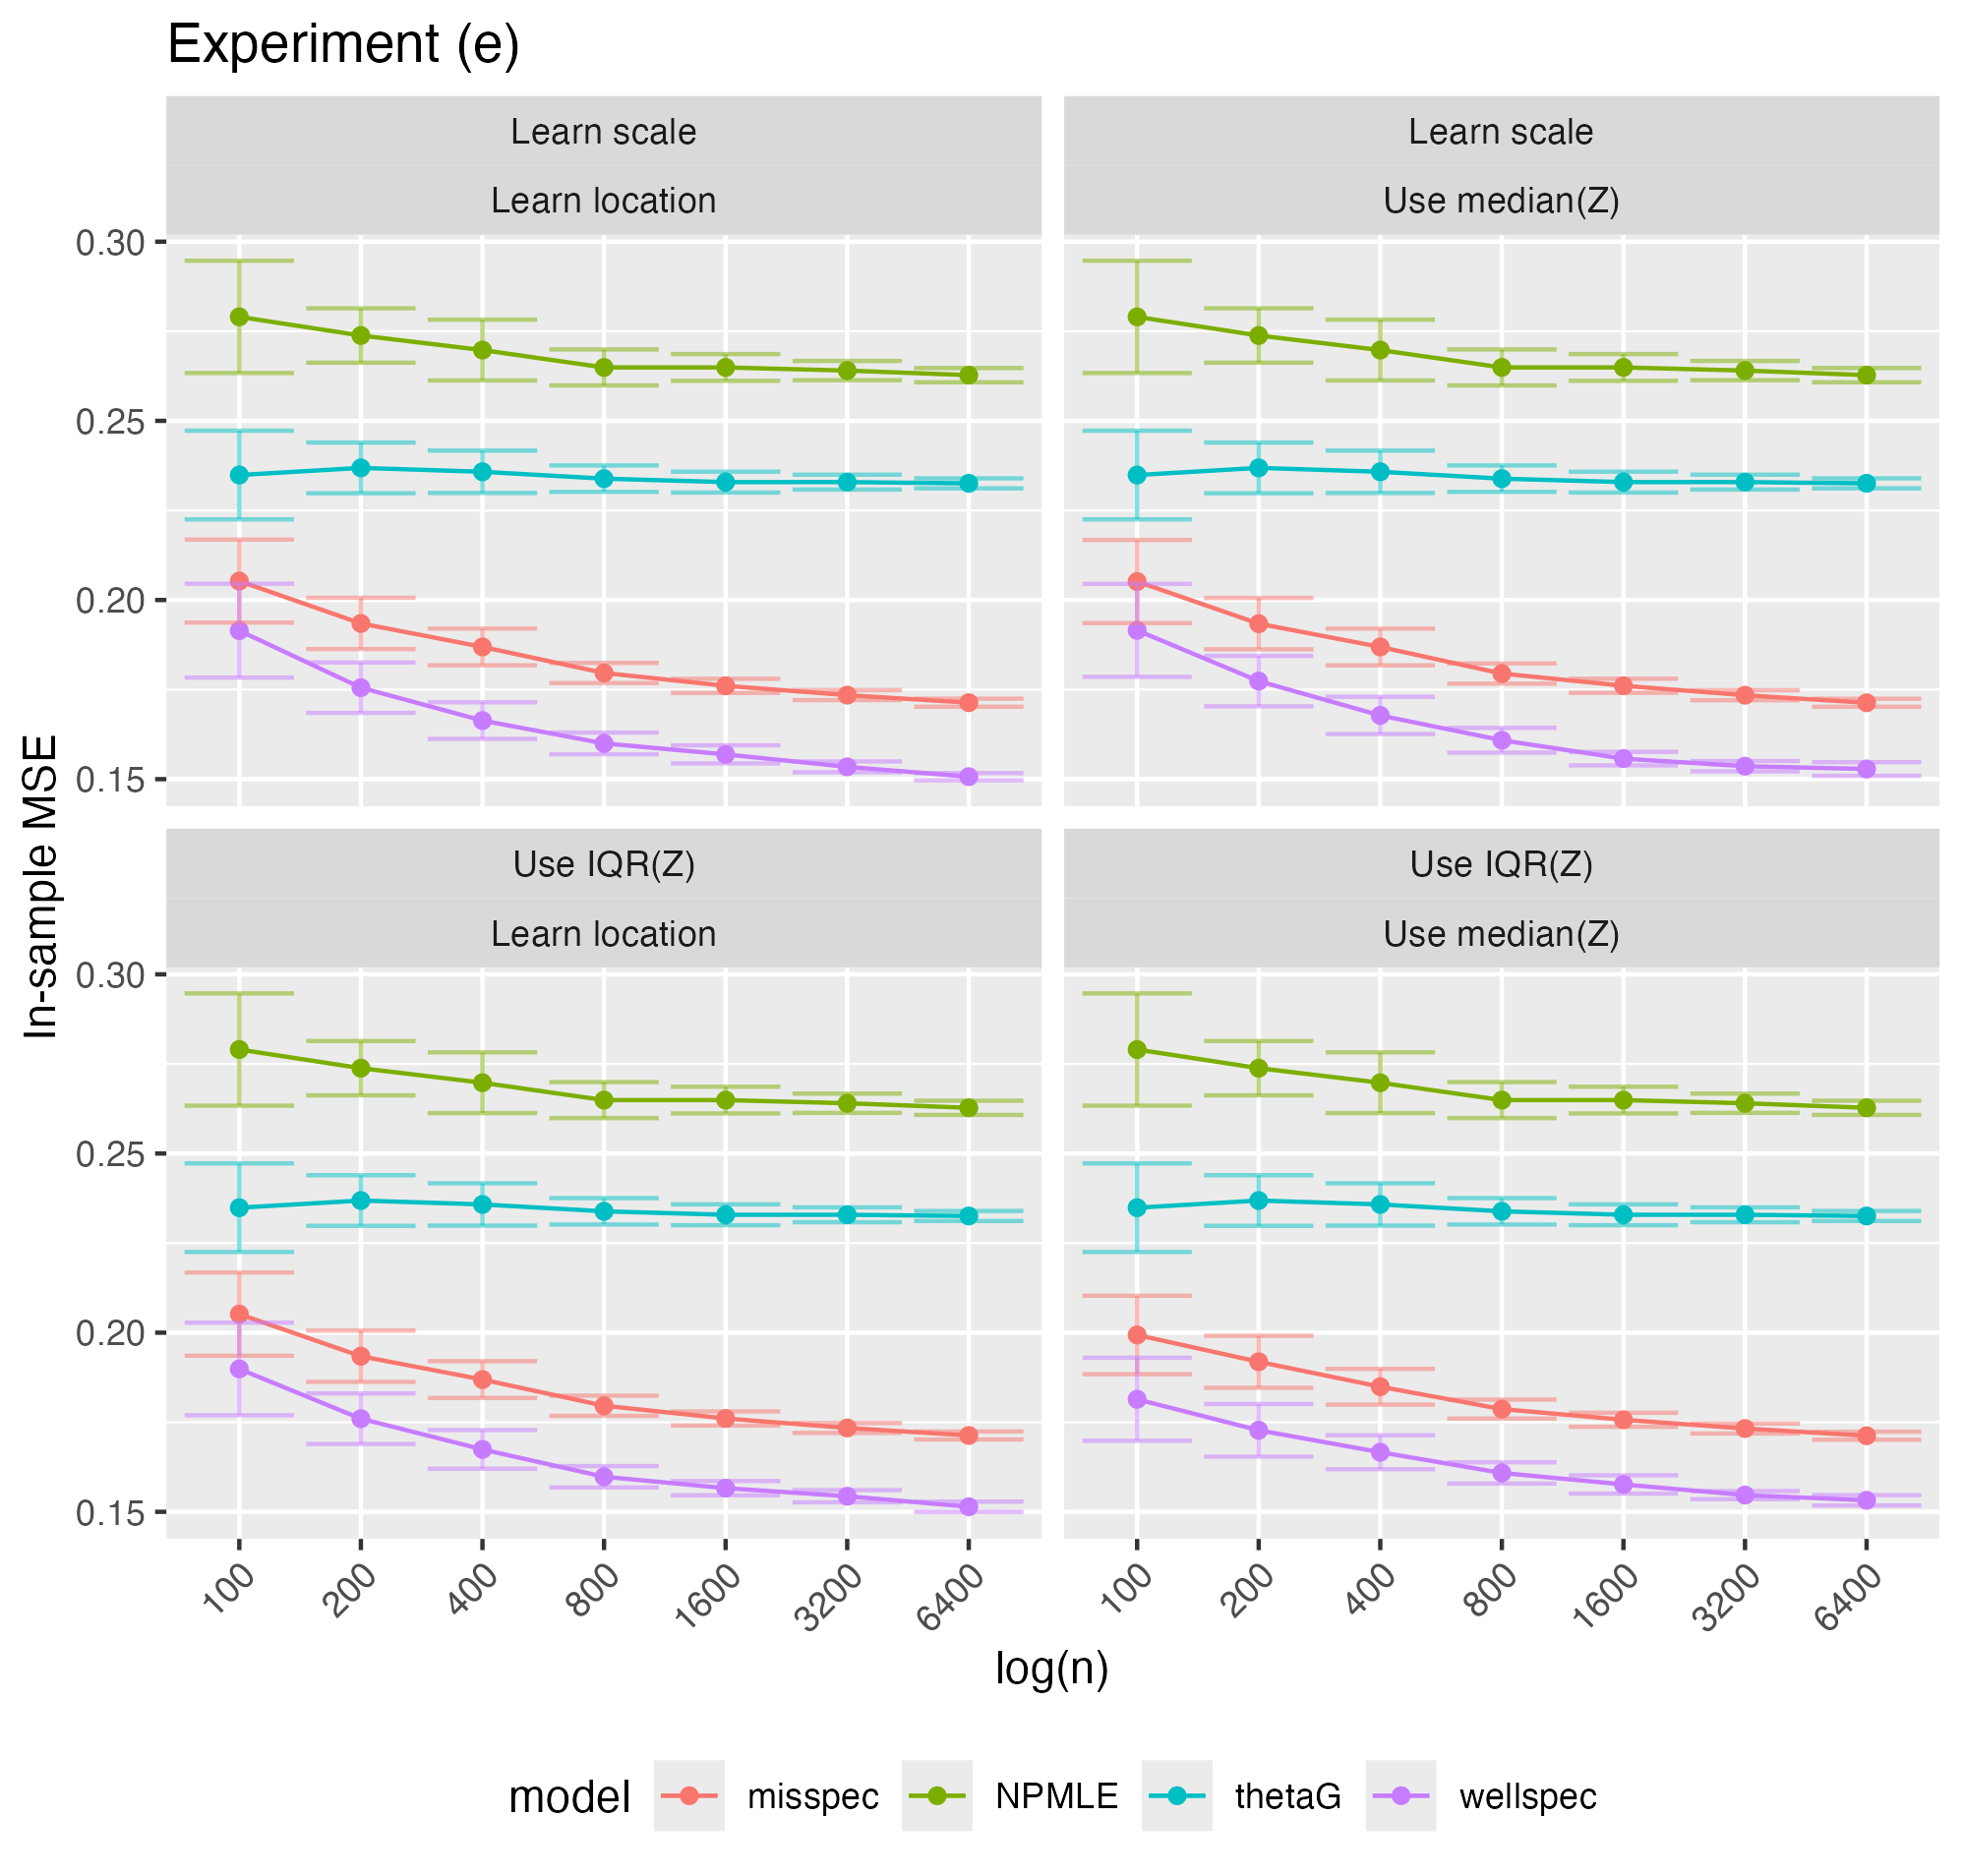 Experiment (e)
Learn scale
Learn location
Learn scale
Use median(Z)
0.30
0.25
0.20
0.15
In-sample MSE
Use IQR(Z)
Learn location
Use IQR(Z)
Use median(Z)
0.30
0.25
0.20
0.15
100 200 400 800 1600 3200 6400
100 200 400 800 1600 3200 6400
log(n)
model misspec NPMLE thetaG wellspec